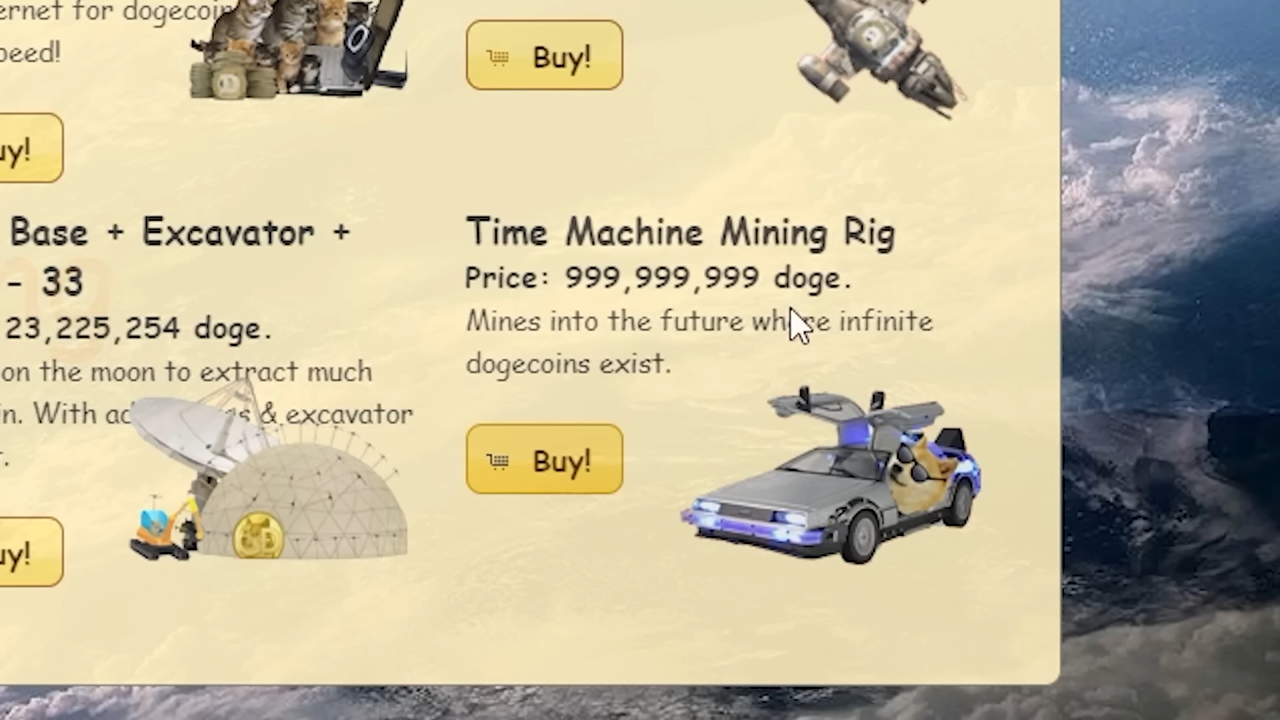 ernet for dogecoin
peed!
Buy!
uy!
Base + Excavator +
- 33
23,225,254 doge.
on the moon to extract much
in. With & excavator
Time Machine Mining Rig
Price: 999,999,999 doge.
Mines into the future where infinite
dogecoins exist.
Buy!
uy!